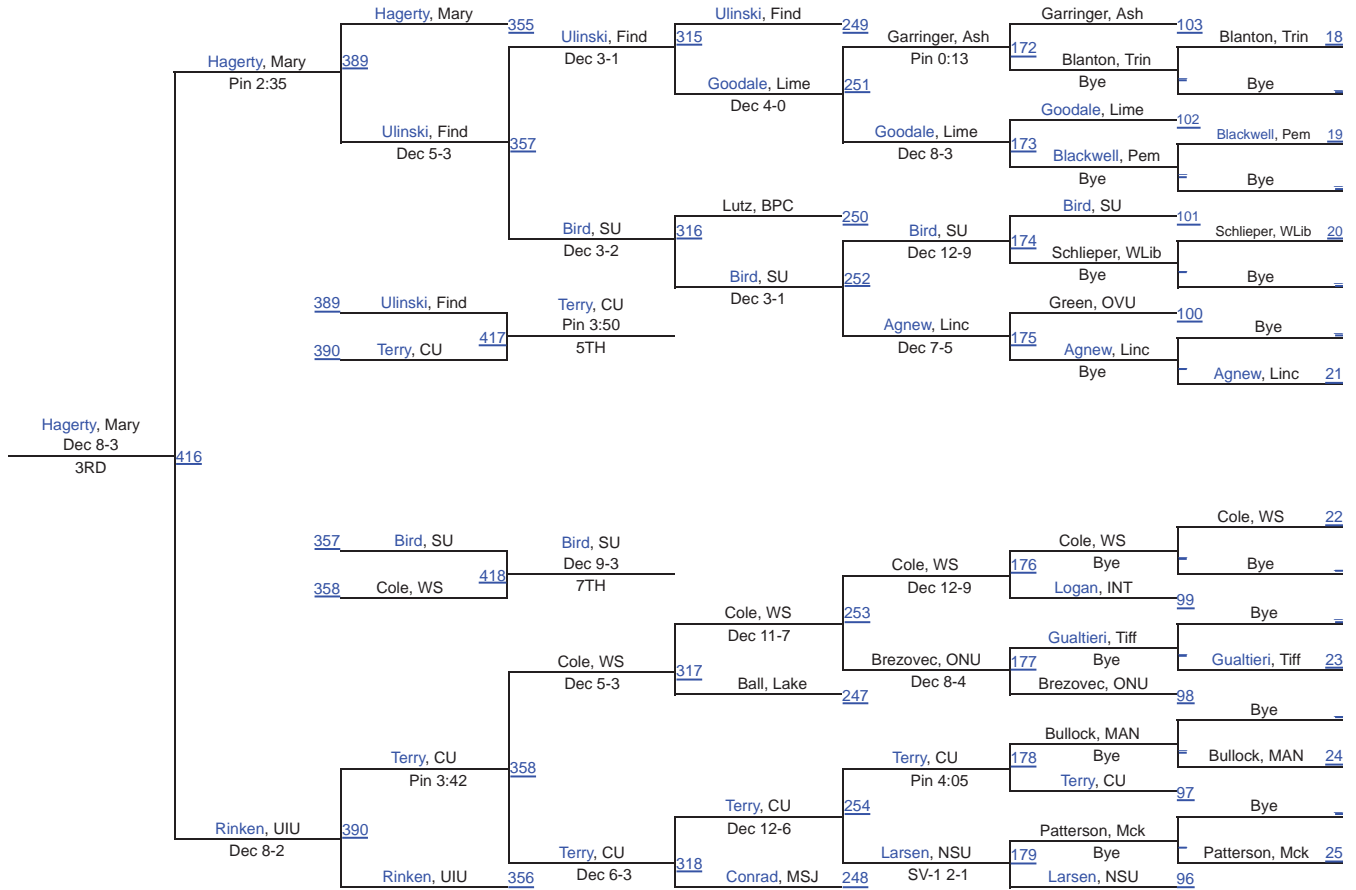 Hagerty, Mary
355
Ulinski, Find
249
Garringer, Ash
103
Ulinski, Find
315
Dec 3-1
Garringer, Ash
Pin 0:13
172
Blanton, Trin
Bye
Blanton, Trin 18
Bye
Hagerty, Mary
Pin 2:35
389
Goodale, Lime
Dec 4-0
251
Goodale, Lime
102
Ulinski, Find
Dec 5-3
357
Goodale, Lime
Dec 8-3
173
Blackwell, Pem
Bye
Blackwell, Pem 19
Bye
Lutz, BPC
250
Bird, SU
101
Bird, SU
Dec 3-2
316
Bird, SU
Dec 12-9
174
Schlieper, WLib
Bye
Schlieper, WLib 20
Bye
Bird, SU
Dec 3-1
252
389
Ulinski, Find
Terry, CU
Pin 3:50
5TH
417
390
Terry, CU
Green, OVU
100
Bye
Agnew, Linc
Dec 7-5
175
Agnew, Linc
Bye
Agnew, Linc 21
Hagerty, Mary
Dec 8-3
3RD
416
Cole, WS 22
357
Bird, SU
Bird, SU
Dec 9-3
7TH
418
358
Cole, WS
Cole, WS
Dec 12-9
176
Cole, WS
Bye
Bye
Logan, INT
99
Cole, WS
Dec 11-7
253
Bye
Gualtieri, Tiff
Bye
Gualtieri, Tiff 23
Cole, WS
Dec 5-3
317
Brezovec, ONU
Dec 8-4
177
Ball, Lake
247
Brezovec, ONU
98
Bye
Terry, CU
Pin 3:42
358
Terry, CU
Pin 4:05
178
Bullock, MAN
Bye
Bullock, MAN 24
Terry, CU
97
Terry, CU
Dec 12-6
254
Bye
Rinken, UIU
Dec 8-2
390
Patterson, Mck
Bye
Patterson, Mck 25
Terry, CU
Dec 6-3
318
Larsen, NSU
SV-1 2-1
179
Rinken, UIU
356
Conrad, MSJ
248
Larsen, NSU
96